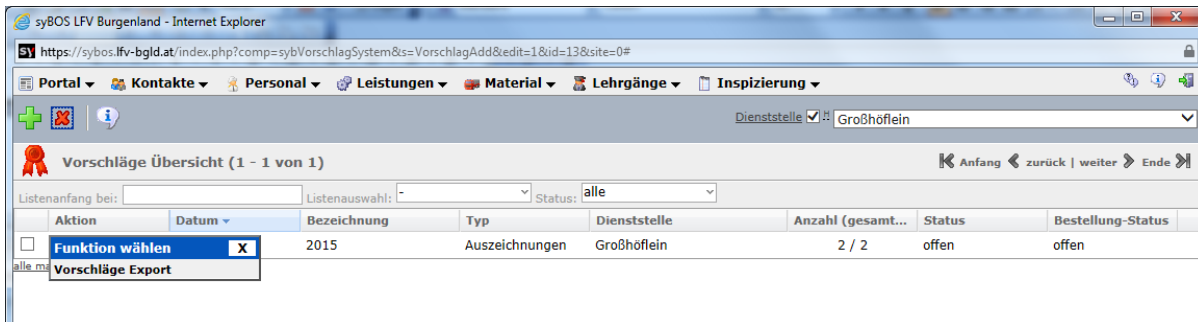 syBOS LFV Burgenland - Internet Explorer
https://sybos.lfv-bgld.at/index.php?comp=sybVorschlagSystem&s=VorschlagAdd&edit=1&id=13&site=0#
Portal Kontakte Personal Leistungen Material Lehrgänge Inspizierung
Dienststelle Großhöflein
Vorschläge Übersicht (1 - 1 von 1) Anfang zurück | weiter Ende
Listenanfang bei: Listenauswahl: - Status: alle
Aktion Datum Bezeichnung Typ Dienststelle Anzahl (gesamt... Status Bestellung-Status
Funktion wählen X 2015 Auszeichnungen Großhöflein 2 / 2 offen offen
alle ma Vorschläge Export